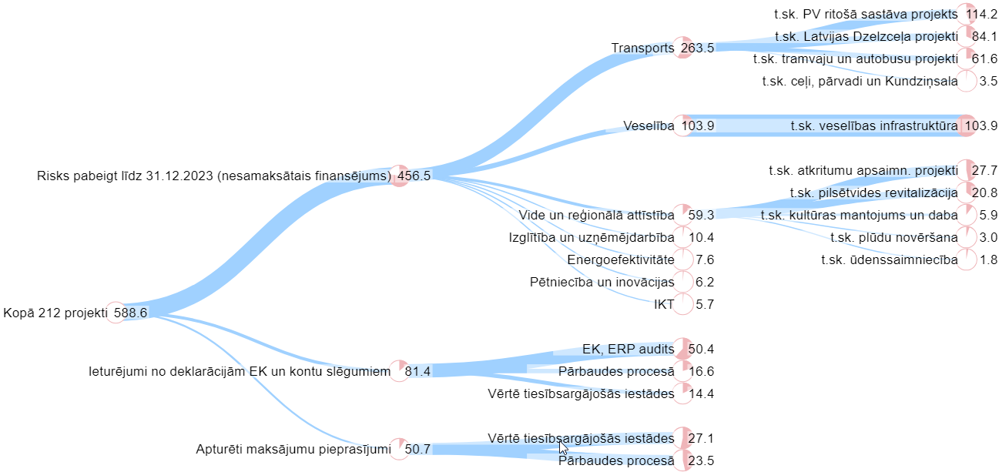 t.sk. PV ritošā sastāva projekts 114.2
t.sk. Latvijas Dzelzceļa projekti 84.1
Transports 263.5
t.sk. tramvaju un autobusu projekti 61.6
t.sk. ceļi, pārvadi un Kundziņsala 3.5
Veselība 103.9
t.sk. veselības infrastruktūra 103.9
t.sk. atkritumu apsaimn. projekti 27.7
Risks pabeigt līdz 31.12.2023 (nesamaksātais finansējums) 456.5
t.sk. pilsētvides revitalizācija 20.8
Vide un reģionālā attīstība 59.3
t.sk. kultūras mantojums un daba 5.9
Izglītība un uzņēmējdarbība 10.4
t.sk. plūdu novēršana 3.0
Energoefektivitāte 7.6
t.sk. ūdenssaimniecība 1.8
Pētniecība un inovācijas 6.2
IKT 5.7
Kopā 212 projekti 588.6
EK, ERP audits 50.4
Ieturējumi no deklarācijām EK un kontu slēgumiem 81.4
Pārbaudes procesā 16.6
Vērtē tiesībsargājošās iestādes 14.4
Vērtē tiesībsargājošās iestādes 27.1
Apturēti maksājumu pieprasījumi 50.7
Pārbaudes procesā 23.5